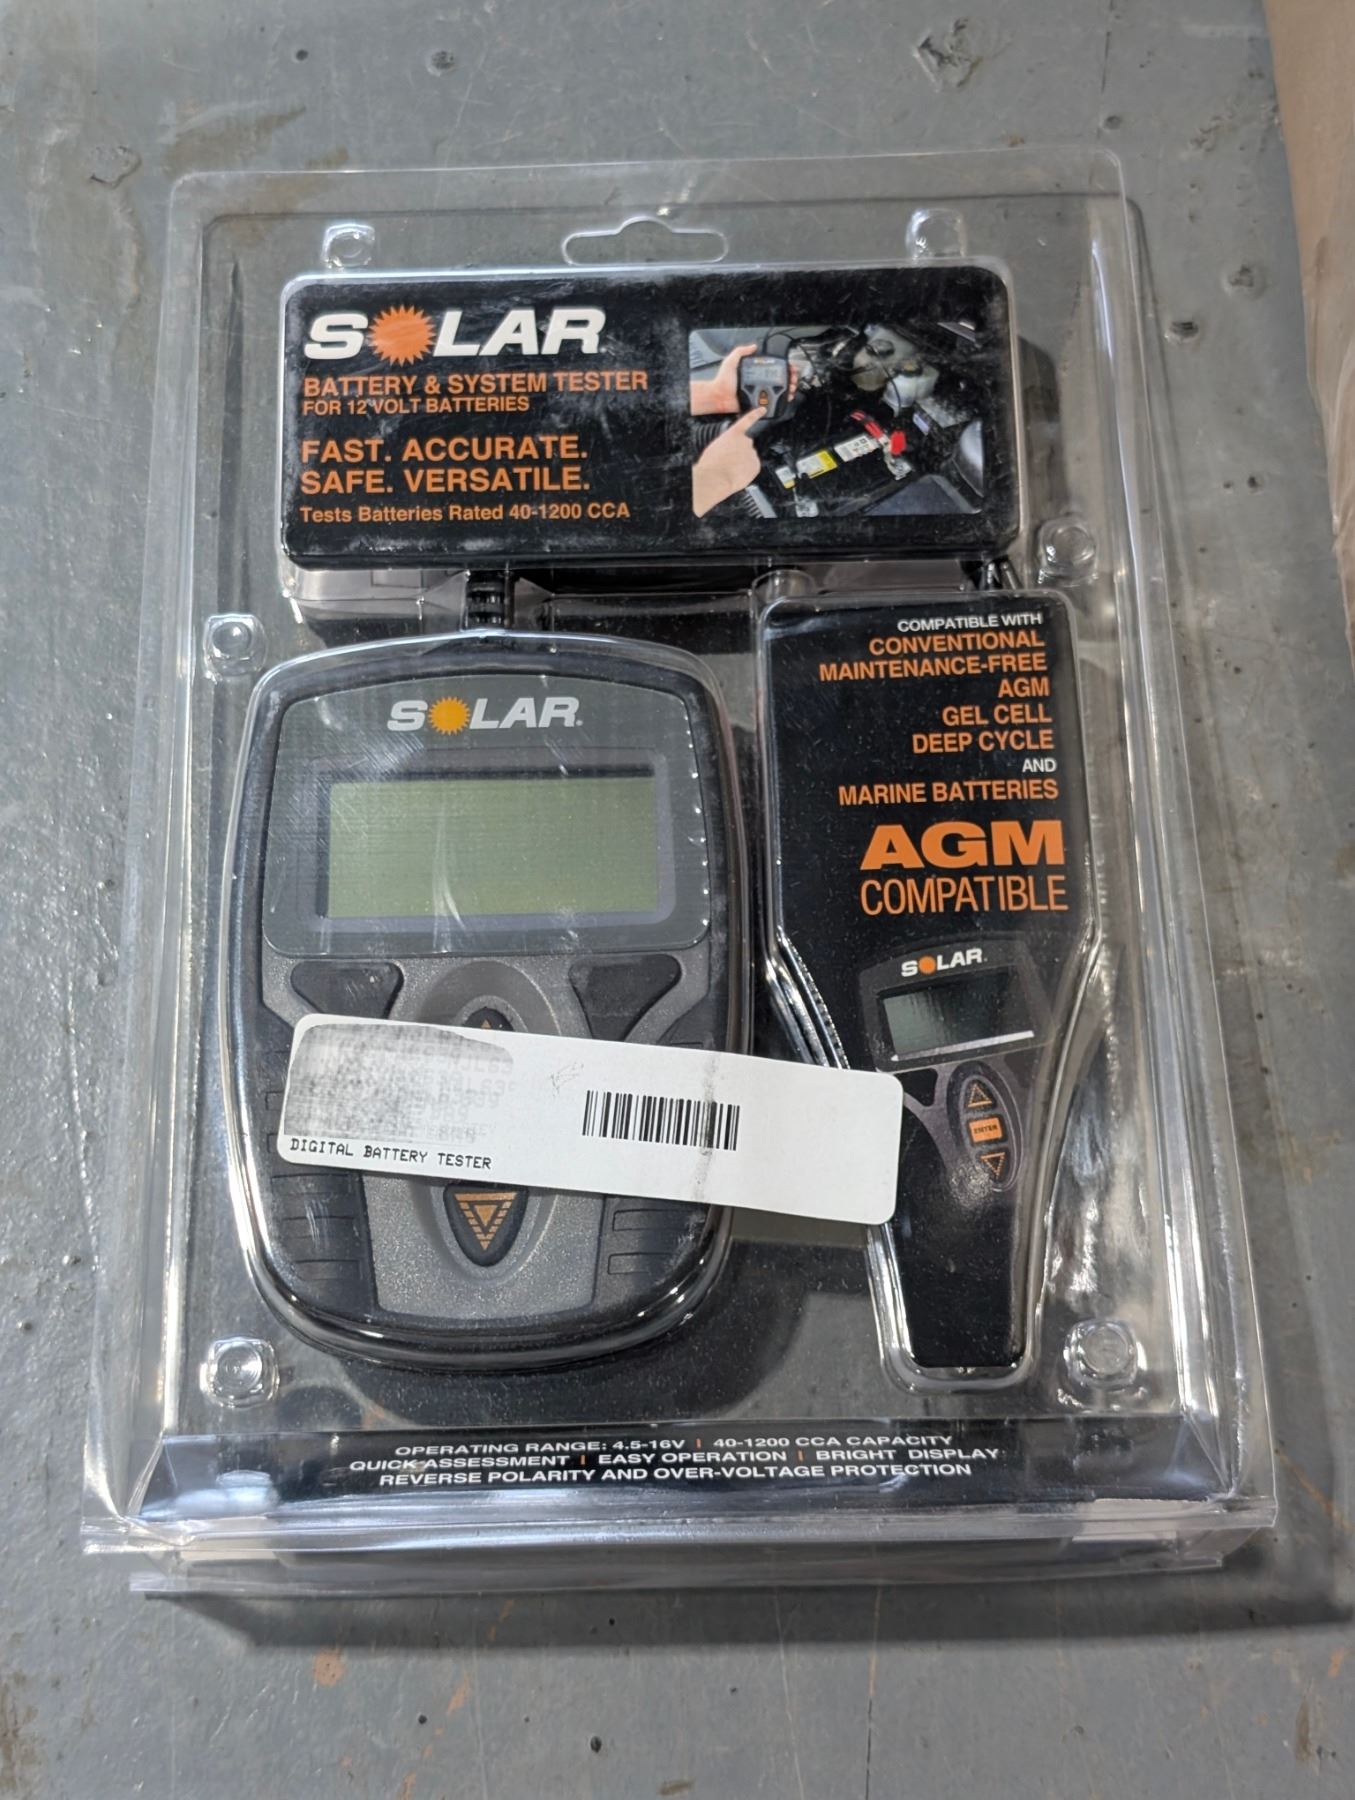 SOLAR
BATTERY & SYSTEM TESTER
FOR 12 VOLT BATTERIES
FAST. ACCURATE.
SAFE. VERSATILE.
Tests Batteries Rated 40-1200 CCA
SOLAR
COMPATIBLE WITH
CONVENTIONAL
MAINTENANCE-FREE
AGM
GEL CELL
DEEP CYCLE
AND
MARINE BATTERIES
AGM
COMPATIBLE
SOLAR
ENTER
DIGITAL BATTERY TESTER
OPERATING RANGE: 4.5-16V | 40-1200 CCA CAPACITY
QUICK ASSESSMENT | EASY OPERATION | BRIGHT DISPLAY
REVERSE POLARITY AND OVER-VOLTAGE PROTECTION